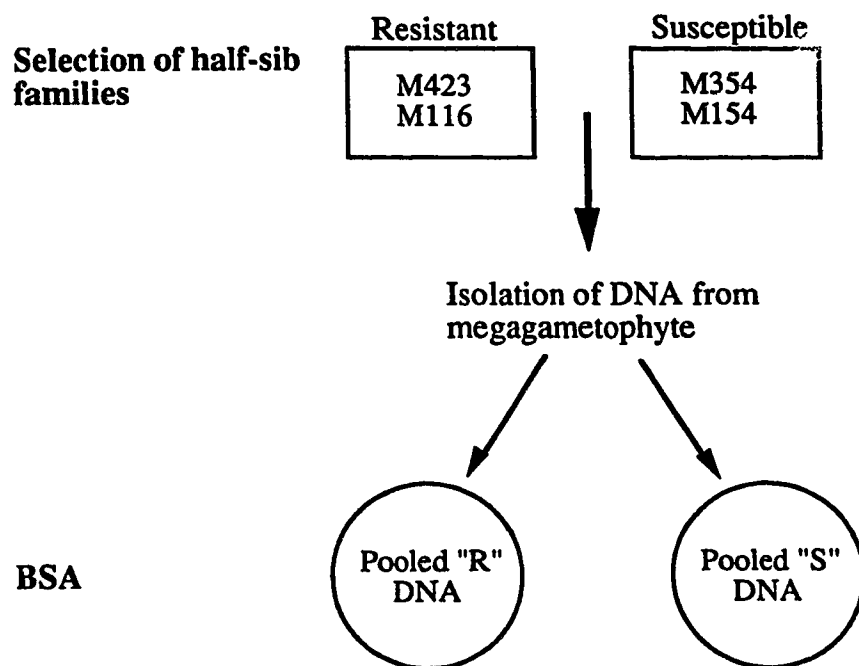 Resistant
Susceptible
Selection of half-sib
families
M423
M116
M354
M154
Isolation of DNA from
megagametophyte
BSA
Pooled "R"
DNA
Pooled "S"
DNA